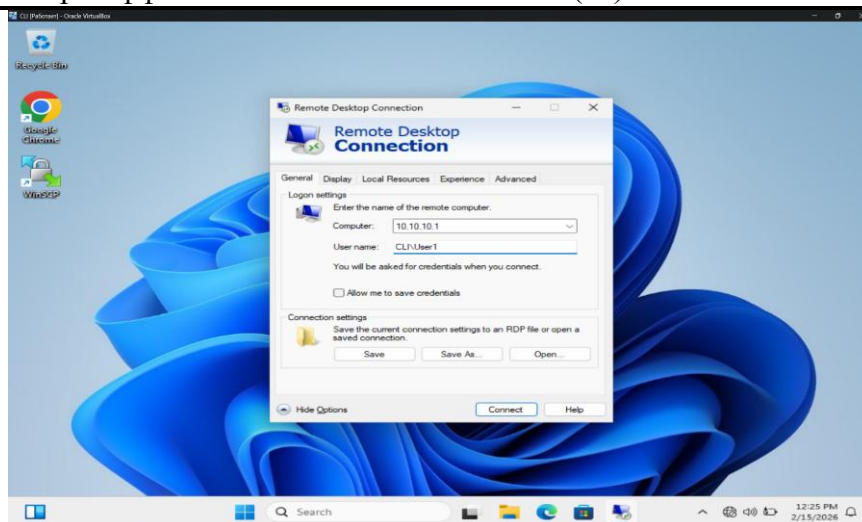 CLI [Работает] - Oracle VirtualBox
Recycle Bin
Google
Chrome
WinSCP
Remote Desktop Connection
Remote Desktop
Connection
General Display Local Resources Experience Advanced
Logon settings
Enter the name of the remote computer.
Computer: 10.10.10.1
User name: CLI\User1
You will be asked for credentials when you connect.
Allow me to save credentials
Connection settings
Save the current connection settings to an RDP file or open a
saved connection.
Save Save As... Open...
Hide Options Connect Help
Search
12:25 PM
2/15/2026